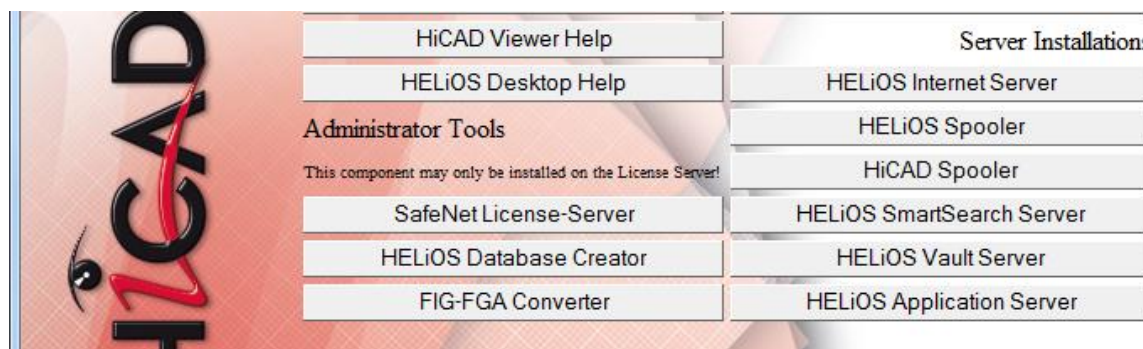 HiCAD
HiCAD Viewer Help
HELiOS Desktop Help
Administrator Tools
This component may only be installed on the License Server!
SafeNet License-Server
HELiOS Database Creator
FIG-FGA Converter
Server Installation
HELiOS Internet Server
HELiOS Spooler
HiCAD Spooler
HELiOS SmartSearch Server
HELiOS Vault Server
HELiOS Application Server